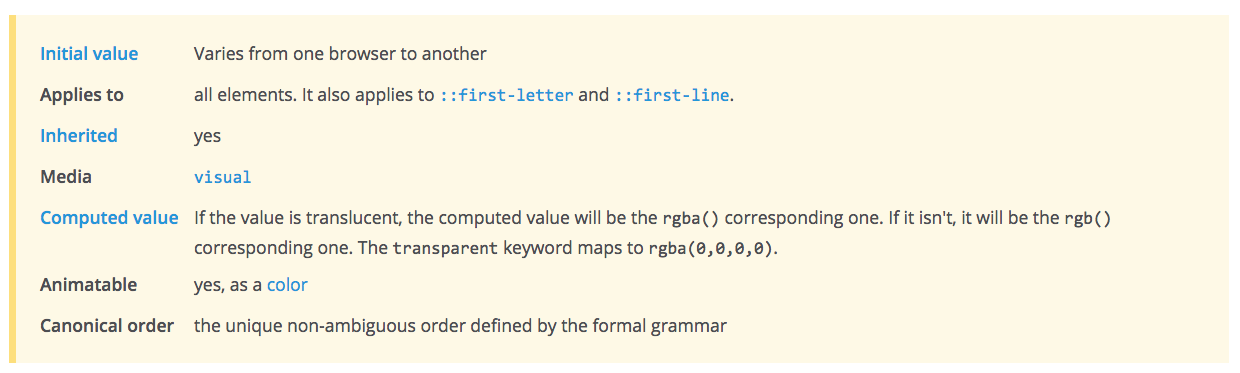 Initial value Varies from one browser to another
Applies to all elements. It also applies to ::first-letter and ::first-line.
Inherited yes
Media visual
Computed value If the value is translucent, the computed value will be the rgba() corresponding one. If it isn't, it will be the rgb()
corresponding one. The transparent keyword maps to rgba(0,0,0,0).
Animatable yes, as a color
Canonical order the unique non-ambiguous order defined by the formal grammar